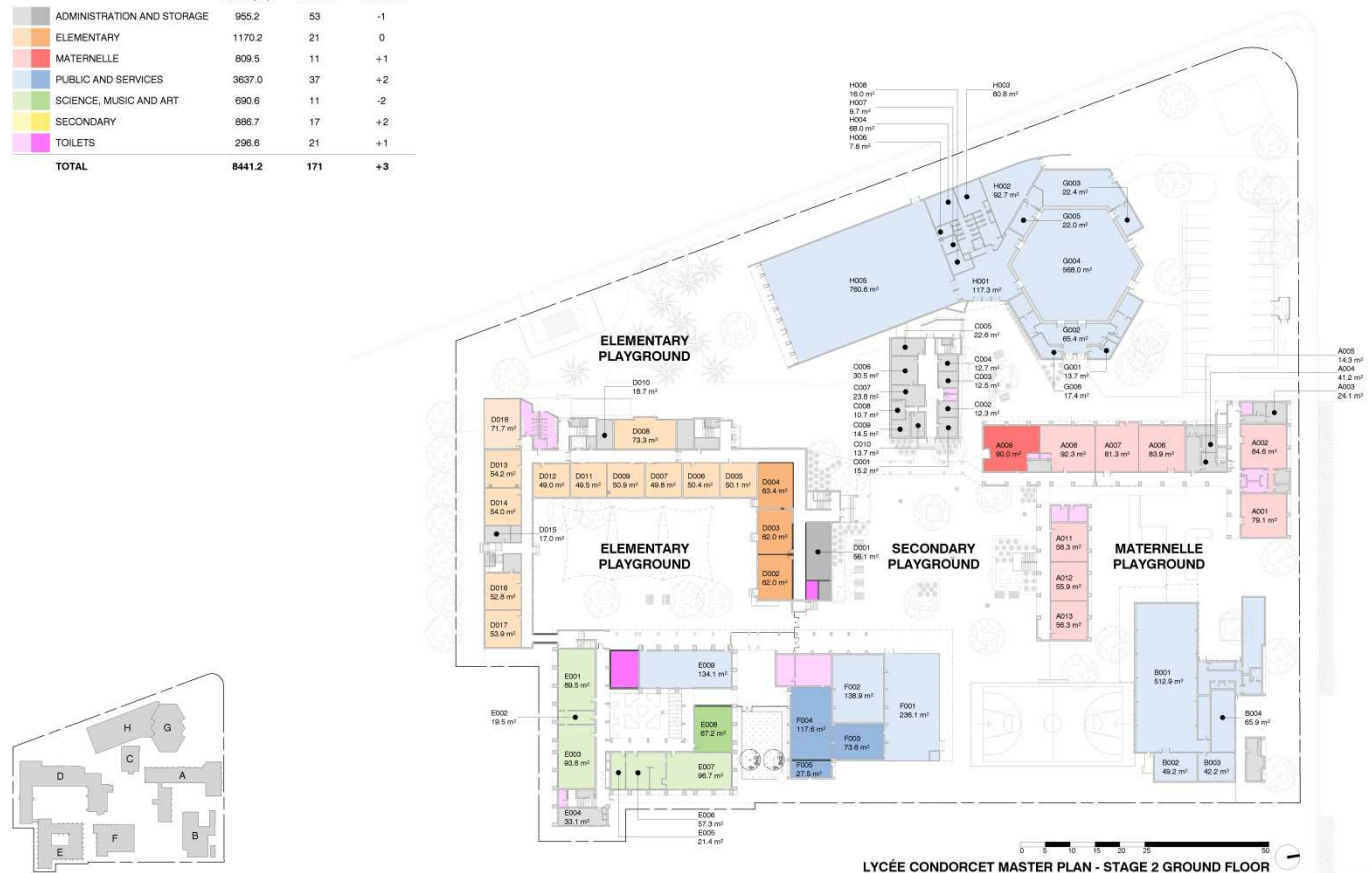 ADMINISTRATION AND STORAGE 955.2 53 -1
ELEMENTARY 1170.2 21 0
MATERNELLE 809.5 11 +1
PUBLIC AND SERVICES 3637.0 37 +2
SCIENCE, MUSIC AND ART 690.6 11 -2
SECONDARY 886.7 17 +2
TOILETS 296.6 21 +1
TOTAL 8441.2 171 +3
H008
16.0 m²
H007
9.7 m²
H004
68.0 m²
H006
7.8 m²
H003
60.8 m²
H002
92.7 m²
G003
22.4 m²
G005
22.0 m²
G004
568.0 m²
H005
760.6 m²
H001
117.3 m²
G002
65.4 m²
G001
13.7 m²
G006
17.4 m²
ELEMENTARY
PLAYGROUND
C005
22.6 m²
C006
30.5 m²
C004
12.7 m²
C003
12.5 m²
C007
23.8 m²
C008
10.7 m²
C002
12.3 m²
C009
14.5 m²
C010
13.7 m²
C001
15.2 m²
A005
14.3 m²
A004
41.2 m²
A003
24.1 m²
D010
18.7 m²
D018
71.7 m²
D008
73.3 m²
A009
90.0 m²
A008
92.3 m²
A007
81.3 m²
A006
83.9 m²
A002
84.6 m²
D013
54.2 m²
D012
49.0 m²
D011
49.5 m²
D009
50.9 m²
D007
49.8 m²
D006
50.4 m²
D005
50.1 m²
D004
63.4 m²
D014
54.0 m²
A001
79.1 m²
D015
17.0 m²
D003
62.0 m²
D001
56.1 m²
A011
56.3 m²
ELEMENTARY
PLAYGROUND
SECONDARY
PLAYGROUND
MATERNELLE
PLAYGROUND
D002
62.0 m²
A012
55.9 m²
D016
52.8 m²
D017
53.9 m²
A013
56.3 m²
E001
89.5 m²
E009
134.1 m²
E002
19.5 m²
F002
138.9 m²
F001
236.1 m²
B001
512.9 m²
E008
67.2 m²
F004
117.6 m²
F003
73.6 m²
B004
65.9 m²
E003
93.8 m²
E007
96.7 m²
F005
27.5 m²
B002
49.2 m²
B003
42.2 m²
E004
33.1 m²
E006
57.3 m²
E005
21.4 m²
H
G
C
D
A
F
B
E
0 5 10 15 20 25 50
LYCÉE CONDORCET MASTER PLAN - STAGE 2 GROUND FLOOR